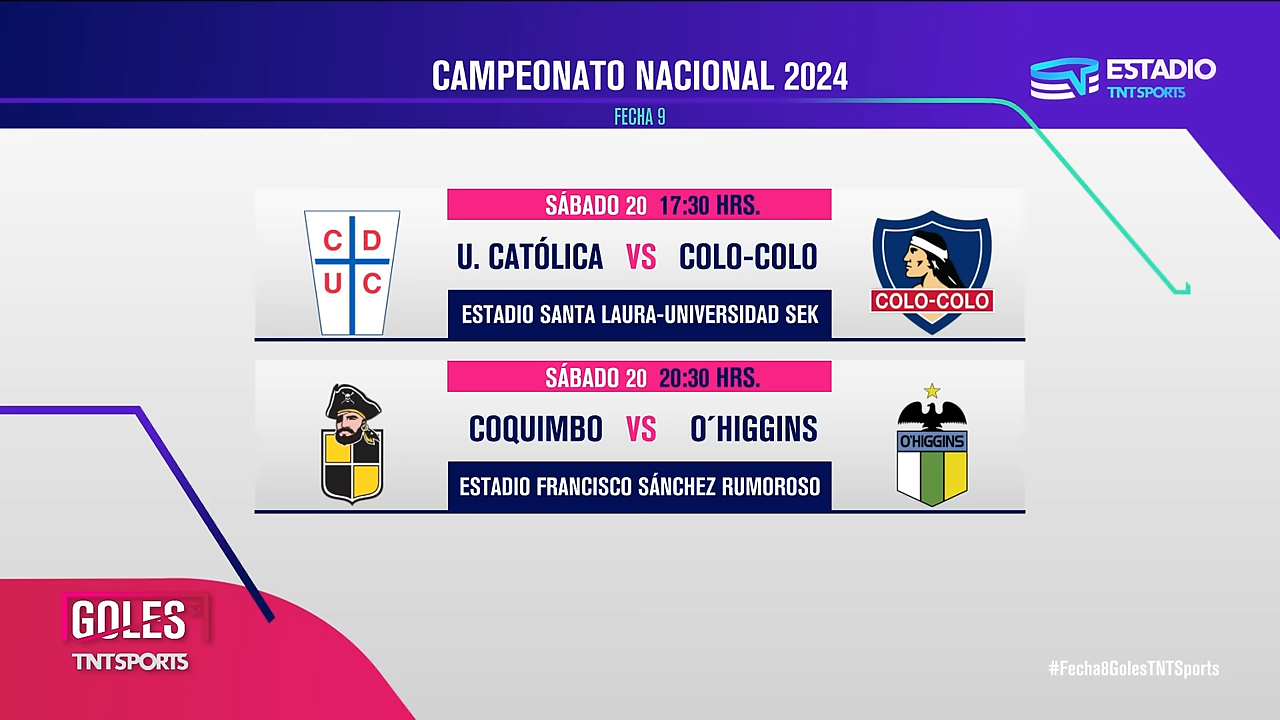 CAMPEONATO NACIONAL 2024
ESTADIO
TNT SPORTS
FECHA 9
SÁBADO 20 17:30 HRS.
C D
U C
U. CATÓLICA VS COLO-COLO
COLO-COLO
ESTADIO SANTA LAURA-UNIVERSIDAD SEK
SÁBADO 20 20:30 HRS.
COQUIMBO VS O´HIGGINS
O'HIGGINS
ESTADIO FRANCISCO SÁNCHEZ RUMOROSO
GOLES
TNT SPORTS
#Fecha8GolesTNTSports